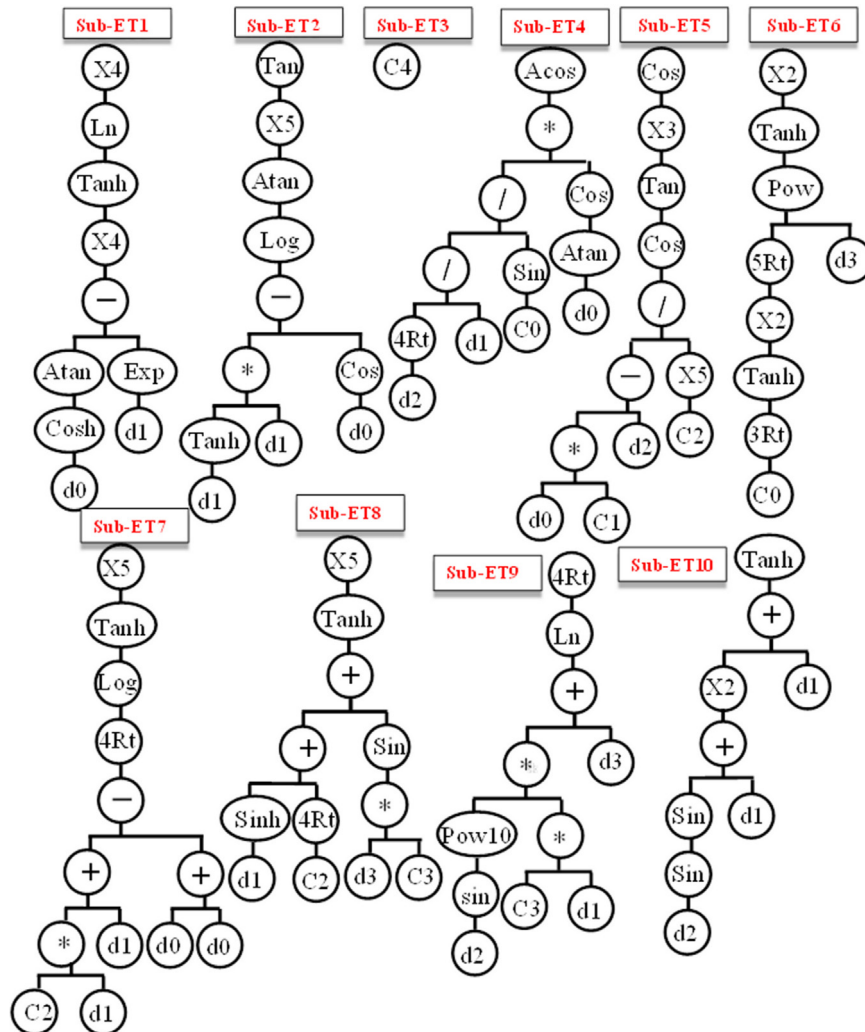 Sub-ET1
X4
Ln
Tanh
X4
−
Atan Exp
Cosh d1
d0
Sub-ET2
Tan
X5
Atan
Log
−
* Cos
Tanh d1 d0
d1
Sub-ET3
C4
Sub-ET4
Acos
*
/ Cos
/ Sin Atan
4Rt d1 C0 d0
d2
Sub-ET5
Cos
X3
Tan
Cos
/
− X5
* d2 C2
d0 C1
Sub-ET6
X2
Tanh
Pow
5Rt d3
X2
Tanh
3Rt
C0
Sub-ET7
X5
Tanh
Log
4Rt
−
+ +
* d1 d0 d0
C2 d1
Sub-ET8
X5
Tanh
+
+ Sin
Sinh 4Rt *
d1 C2 d3 C3
Sub-ET9
4Rt
Ln
+
* d3
Pow10 *
sin C3 d1
d2
Sub-ET10
Tanh
+
X2 d1
+
Sin d1
Sin
d2